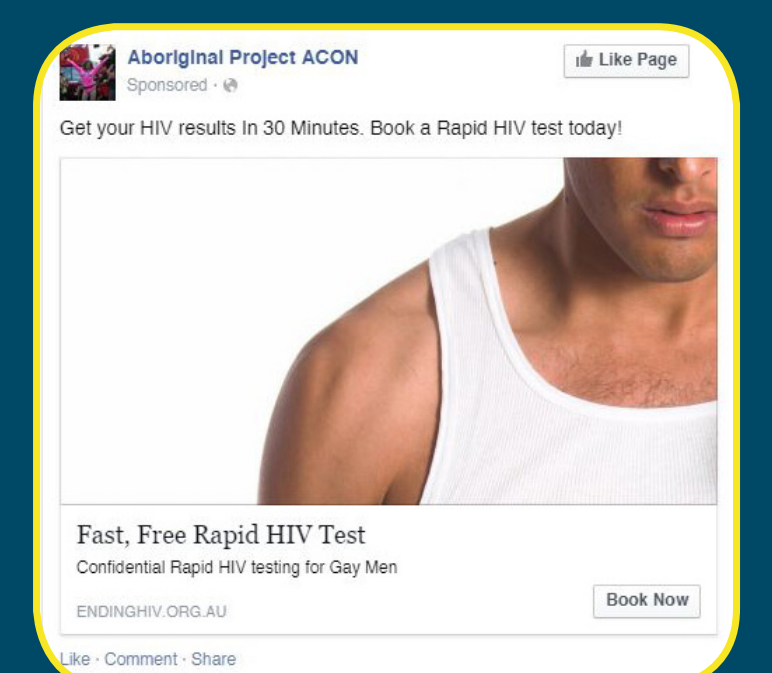 Aboriginal Project ACON
Like Page
Sponsored ·
Get your HIV results In 30 Minutes. Book a Rapid HIV test today!
Fast, Free Rapid HIV Test
Confidential Rapid HIV testing for Gay Men
Book Now
ENDINGHIV.ORG.AU
Like · Comment · Share